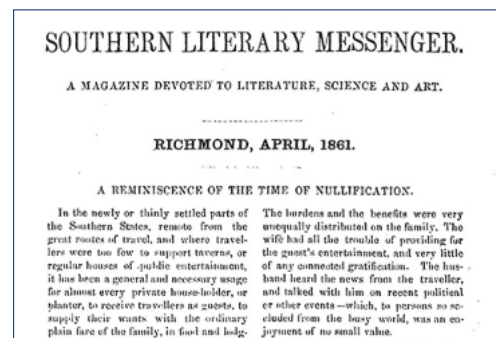 SOUTHERN LITERARY MESSENGER.
A MAGAZINE DEVOTED TO LITERATURE, SCIENCE AND ART.
RICHMOND, APRIL, 1861.
A REMINISCENCE OF THE TIME OF NULLIFICATION.
In the newly or thinly settled parts of
the Southern States, remote from the
great routes of travel, and where travel-
lers were too few to support taverns, or
regular houses of public entertainment,
it has been a general and necessary usage
for almost every private house-holder, or
planter, to receive travellers as guests, to
supply their wants with the ordinary
plain fare of the family, in food and lodg-
The burdens and the benefits were very
unequally distributed on the family. The
wife had all the trouble of providing for
the guest's entertainment, and very little
of any connected gratification. The hus-
band heard the news from the traveller,
and talked with him on recent political
or other events—which, to persons so se-
cluded from the busy world, was an en-
joyment of no small value.